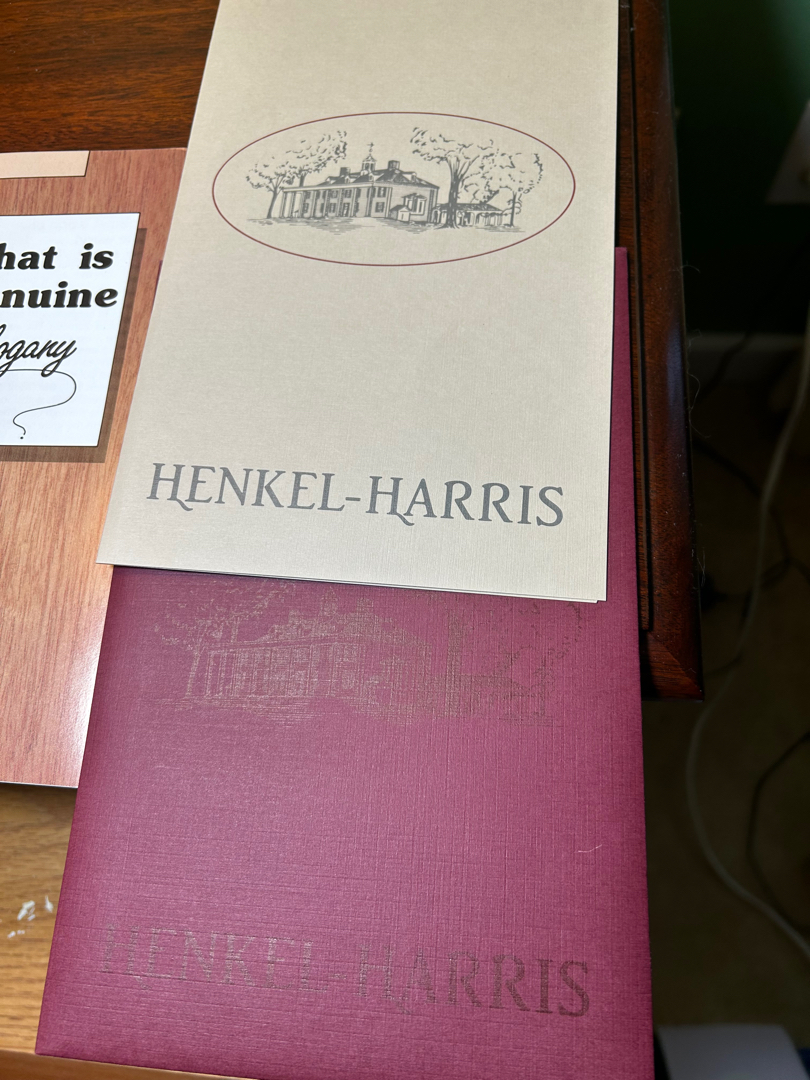 hat is
nuine
ogany
?
HENKEL-HARRIS
HENKEL-HARRIS